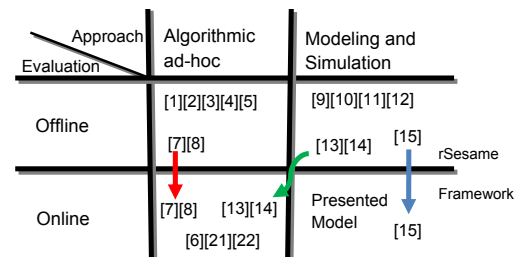 Approach
Evaluation
Algorithmic
ad-hoc
Modeling and
Simulation
Offline
[1][2][3][4][5]
[7][8]
[9][10][11][12]
[13][14]
[15]
rSesame
Framework
Online
[7][8]
[13][14]
[6][21][22]
Presented
Model
[15]